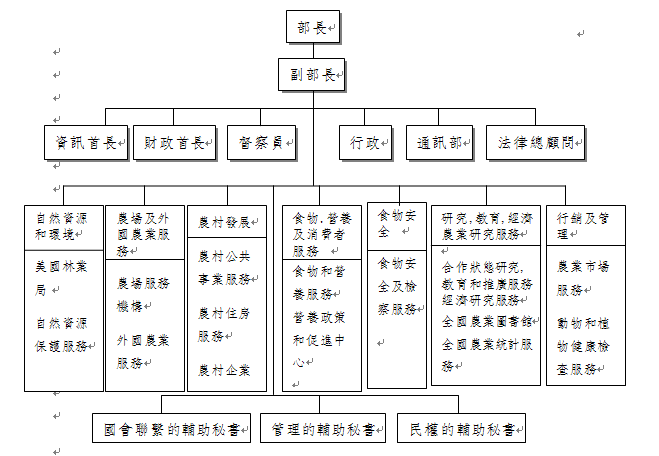 部長
副部長
資訊首長
財政首長
督察員
行政
通訊部
法律總顧問
自然資源
和環境
美國林業
局
自然資源
保護服務
農場及外
國農業服
務
農場服務
機構
外國農業
服務
農村發展
農村公共
事業服務
農村住房
服務
農村企業
食物,營養
及消費者
服務
食物和營
養服務
營養政策
和促進中
心
食物安
全
食物安
全及檢
察服務
研究,教育,經濟
農業研究服務
合作狀態研究,
教育和推廣服務
經濟研究服務
全國農業圖書館
全國農業統計服
務
行銷及管
理
農業市場
服務
動物和植
物健康檢
查服務
國會聯繫的輔助秘書
管理的輔助秘書
民權的輔助秘書